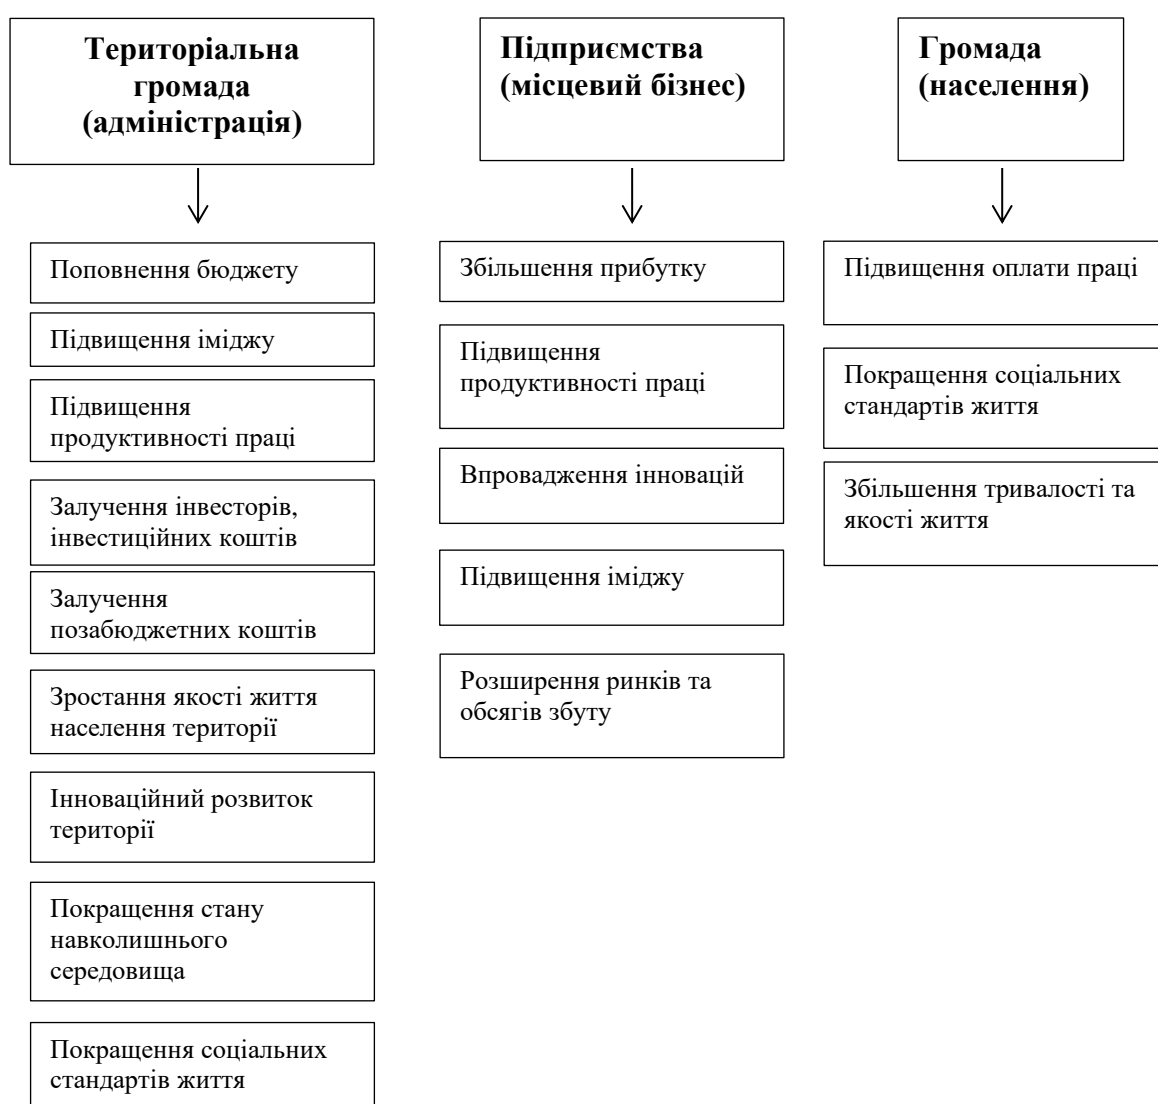 Територіальна
громада
(адміністрація)
Поповнення бюджету
Підвищення іміджу
Підвищення
продуктивності праці
Залучення інвесторів,
інвестиційних коштів
Залучення
позабюджетних коштів
Зростання якості життя
населення території
Інноваційний розвиток
території
Покращення стану
навколишнього
середовища
Покращення соціальних
стандартів життя
Підприємства
(місцевий бізнес)
Збільшення прибутку
Підвищення
продуктивності праці
Впровадження інновацій
Підвищення іміджу
Розширення ринків та
обсягів збуту
Громада
(населення)
Підвищення оплати праці
Покращення соціальних
стандартів життя
Збільшення тривалості та
якості життя